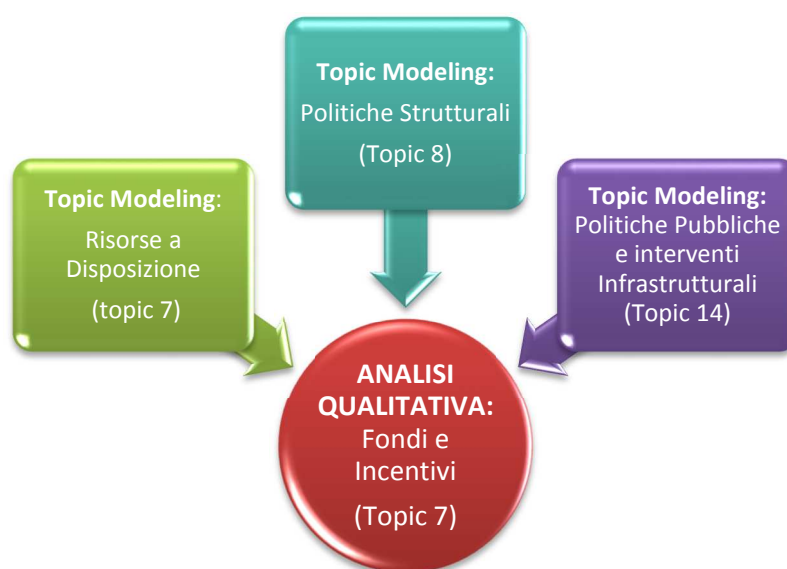 Topic Modeling:
Politiche Strutturali
(Topic 8)
Topic Modeling:
Risorse a
Disposizione
(topic 7)
Topic Modeling:
Politiche Pubbliche
e interventi
Infrastrutturali
(Topic 14)
ANALISI
QUALITATIVA:
Fondi e
Incentivi
(Topic 7)